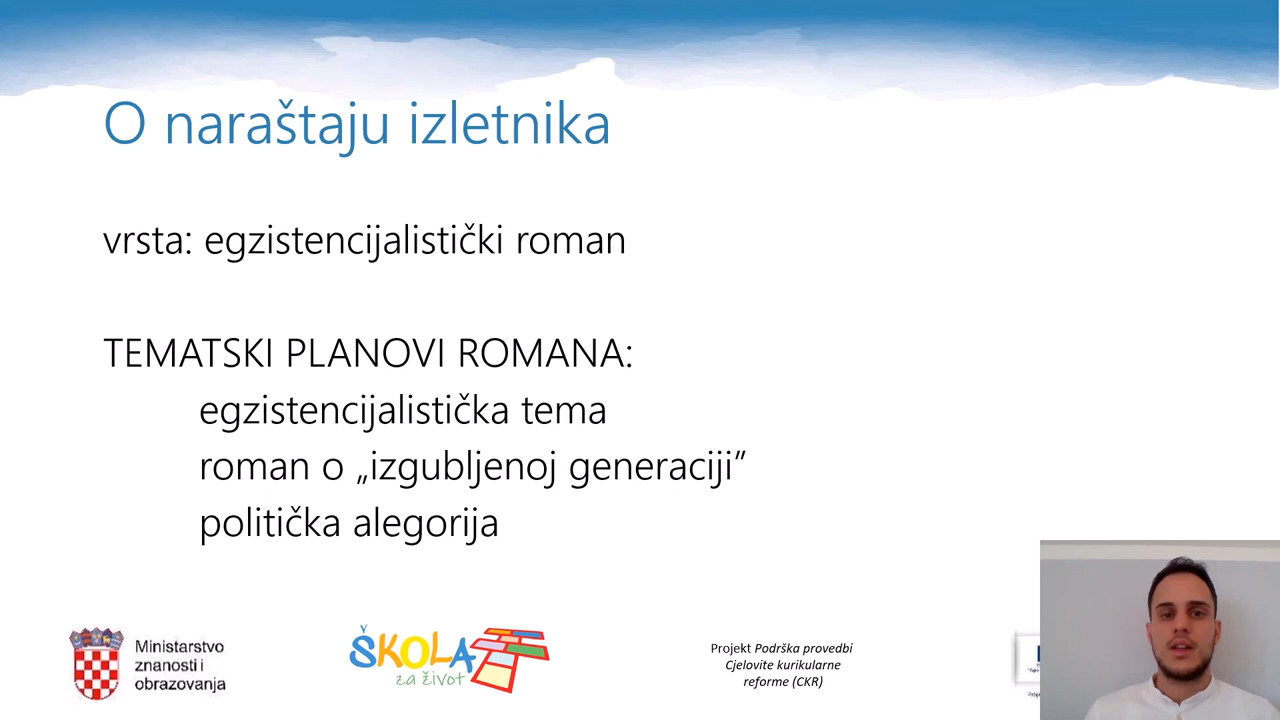 O naraštaju izletnika
vrsta: egzistencijalistički roman
TEMATSKI PLANOVI ROMANA:
egzistencijalistička tema
roman o „izgubljenoj generaciji”
politička alegorija
Ministarstvo
znanosti i
obrazovanja
ŠKOLA
za život
Projekt Podrška provedbi
Cjelovite kurikularne
reforme (CKR)